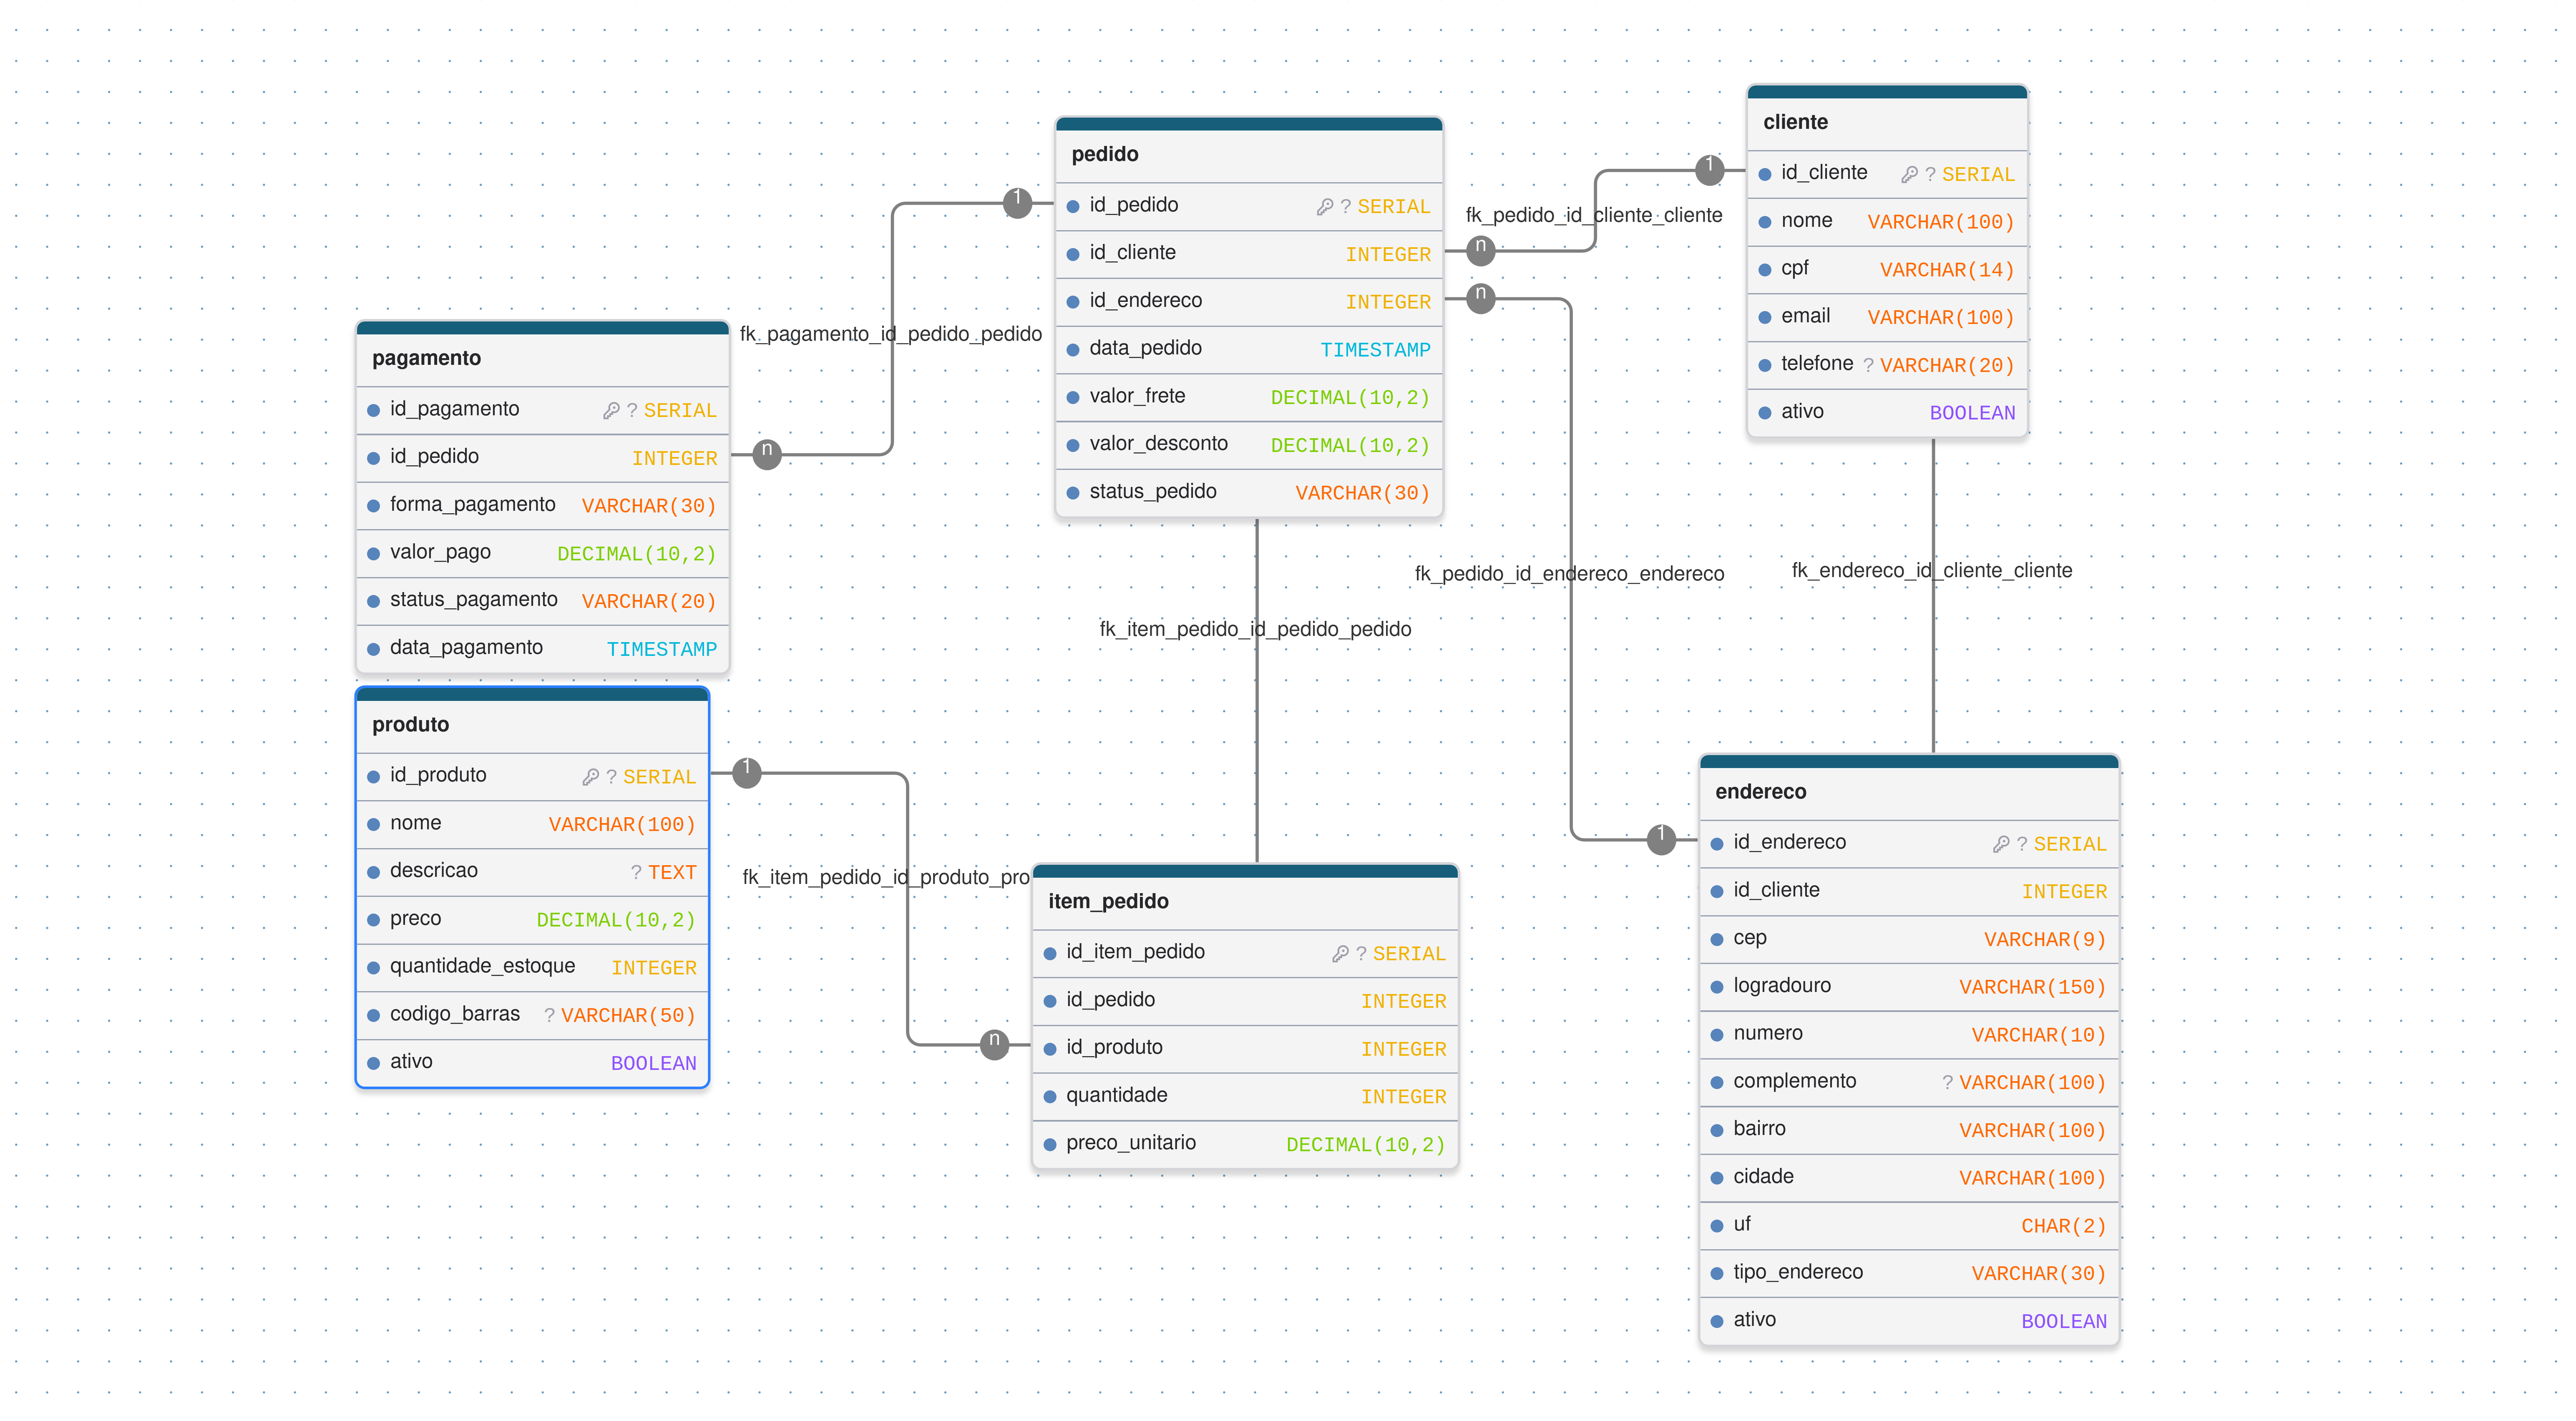 pedido
id_pedido ? SERIAL
id_cliente INTEGER
id_endereco INTEGER
data_pedido TIMESTAMP
valor_frete DECIMAL(10,2)
valor_desconto DECIMAL(10,2)
status_pedido VARCHAR(30)
cliente
id_cliente ? SERIAL
nome VARCHAR(100)
cpf VARCHAR(14)
email VARCHAR(100)
telefone ? VARCHAR(20)
ativo BOOLEAN
1
1
fk_pedido_id_cliente_cliente
n
n
fk_pagamento_id_pedido_pedido
pagamento
id_pagamento ? SERIAL
id_pedido INTEGER
forma_pagamento VARCHAR(30)
valor_pago DECIMAL(10,2)
status_pagamento VARCHAR(20)
data_pagamento TIMESTAMP
n
fk_pedido_id_endereco_endereco
fk_endereco_id_cliente_cliente
fk_item_pedido_id_pedido_pedido
produto
id_produto ? SERIAL
nome VARCHAR(100)
descricao ? TEXT
preco DECIMAL(10,2)
quantidade_estoque INTEGER
codigo_barras ? VARCHAR(50)
ativo BOOLEAN
1
fk_item_pedido_id_produto_pro
n
item_pedido
id_item_pedido ? SERIAL
id_pedido INTEGER
id_produto INTEGER
quantidade INTEGER
preco_unitario DECIMAL(10,2)
1
endereco
id_endereco ? SERIAL
id_cliente INTEGER
cep VARCHAR(9)
logradouro VARCHAR(150)
numero VARCHAR(10)
complemento ? VARCHAR(100)
bairro VARCHAR(100)
cidade VARCHAR(100)
uf CHAR(2)
tipo_endereco VARCHAR(30)
ativo BOOLEAN